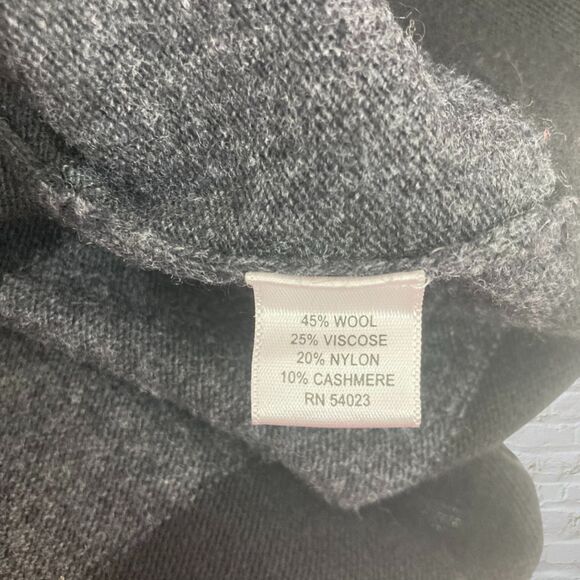 45% WOOL
25% VISCOSE
20% NYLON
10% CASHMERE
RN 54023